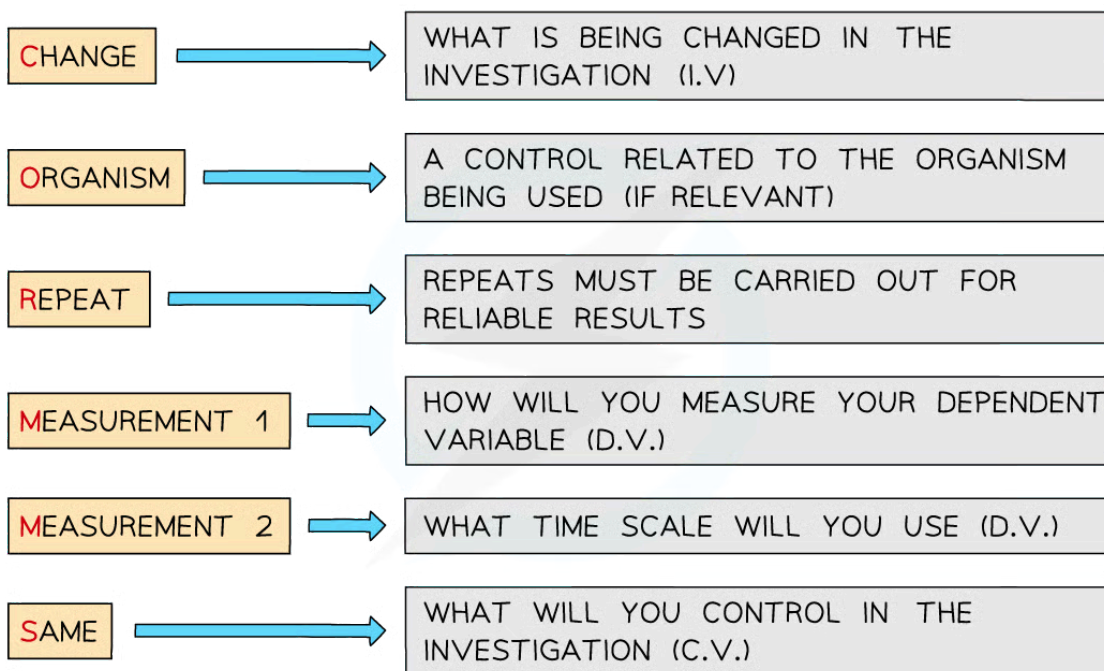 CHANGE
WHAT IS BEING CHANGED IN THE
INVESTIGATION (I.V)
ORGANISM
A CONTROL RELATED TO THE ORGANISM
BEING USED (IF RELEVANT)
REPEAT
REPEATS MUST BE CARRIED OUT FOR
RELIABLE RESULTS
MEASUREMENT 1
HOW WILL YOU MEASURE YOUR DEPENDENT
VARIABLE (D.V.)
MEASUREMENT 2
WHAT TIME SCALE WILL YOU USE (D.V.)
SAME
WHAT WILL YOU CONTROL IN THE
INVESTIGATION (C.V.)